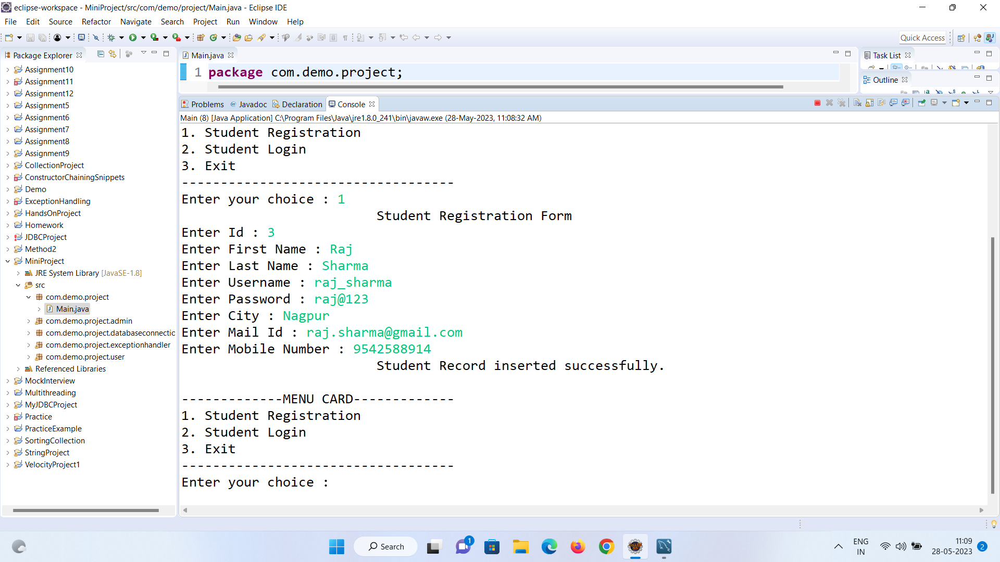 eclipse-workspace - MiniProject/src/com/demo/project/Main.java - Eclipse IDE
File Edit Source Refactor Navigate Search Project Run Window Help
Quick Access
Package Explorer
Assignment10
Assignment11
Assignment12
Assignment5
Assignment6
Assignment7
Assignment8
Assignment9
CollectionProject
ConstructorChainingSnippets
Demo
ExceptionHandling
HandsOnProject
Homework
JDBCProject
Method2
MiniProject
JRE System Library [JavaSE-1.8]
src
com.demo.project
Main.java
com.demo.project.admin
com.demo.project.databaseconnectio
com.demo.project.exceptionhandler
com.demo.project.user
Referenced Libraries
MockInterview
Multithreading
MyJDBCProject
Practice
PracticeExample
SortingCollection
StringProject
VelocityProject1
Main.java
1 package com.demo.project;
Task List
Outline
Problems @ Javadoc Declaration Console
Main (8) [Java Application] C:\Program Files\Java\jre1.8.0_241\bin\javaw.exe (28-May-2023, 11:08:32 AM)
1. Student Registration
2. Student Login
3. Exit
-----------------------------------
Enter your choice : 1
Student Registration Form
Enter Id : 3
Enter First Name : Raj
Enter Last Name : Sharma
Enter Username : raj_sharma
Enter Password : raj@123
Enter City : Nagpur
Enter Mail Id : raj.sharma@gmail.com
Enter Mobile Number : 9542588914
Student Record inserted successfully.
-------------MENU CARD-------------
1. Student Registration
2. Student Login
3. Exit
-----------------------------------
Enter your choice :
Search
1
ENG
IN
11:09
28-05-2023
2